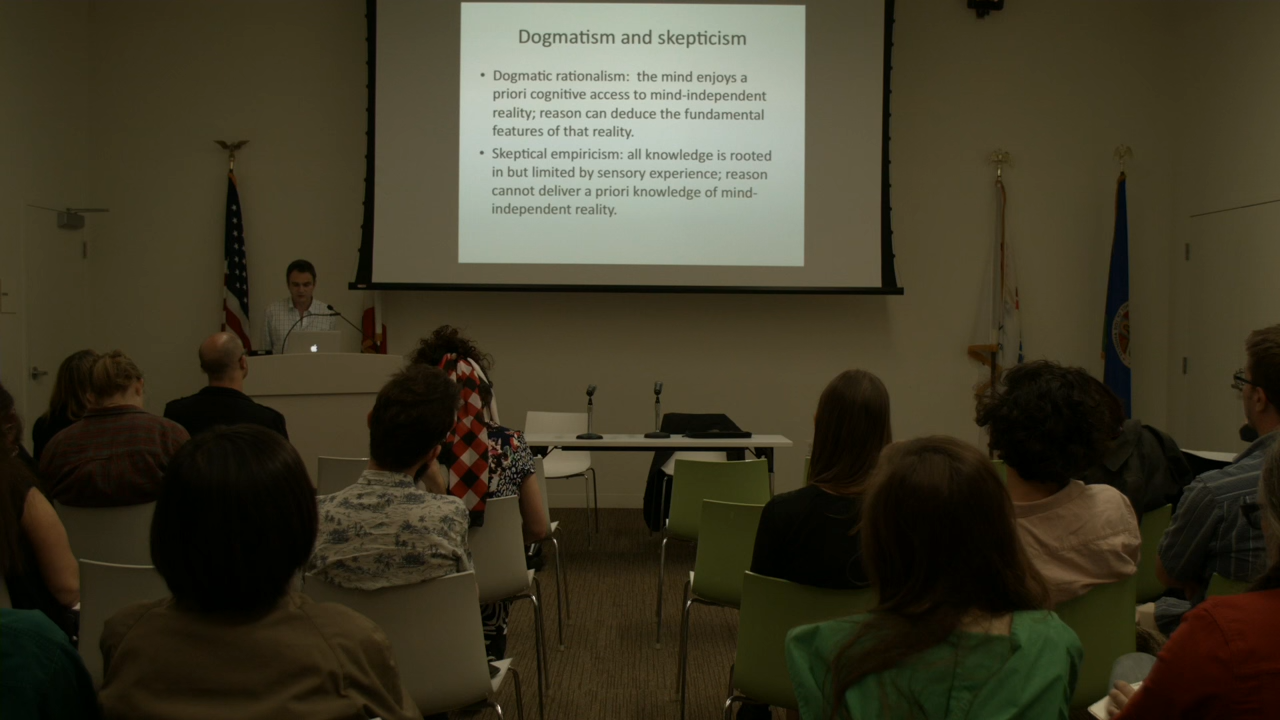 Dogmatism and skepticism
• Dogmatic rationalism: the mind enjoys a
priori cognitive access to mind-independent
reality; reason can deduce the fundamental
features of that reality.
• Skeptical empiricism: all knowledge is rooted
in but limited by sensory experience; reason
cannot deliver a priori knowledge of mind-
independent reality.